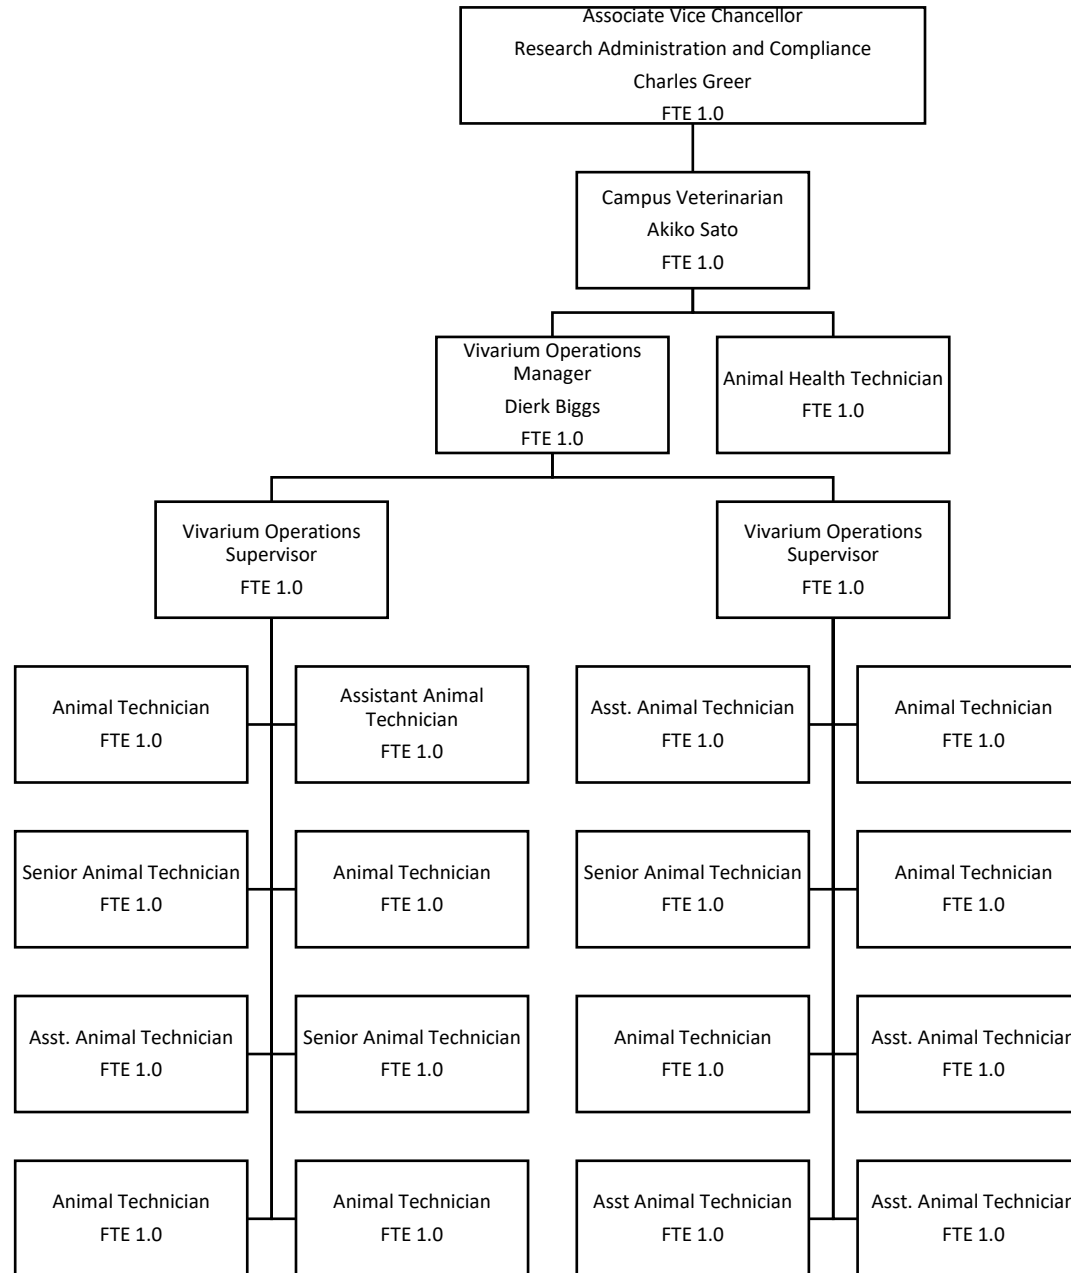 Associate Vice Chancellor
Research Administration and Compliance
Charles Greer
FTE 1.0
Campus Veterinarian
Akiko Sato
FTE 1.0
Vivarium Operations
Manager
Dierk Biggs
FTE 1.0
Animal Health Technician
FTE 1.0
Vivarium Operations
Supervisor
FTE 1.0
Vivarium Operations
Supervisor
FTE 1.0
Animal Technician
FTE 1.0
Assistant Animal
Technician
FTE 1.0
Asst. Animal Technician
FTE 1.0
Animal Technician
FTE 1.0
Senior Animal Technician
FTE 1.0
Animal Technician
FTE 1.0
Senior Animal Technician
FTE 1.0
Animal Technician
FTE 1.0
Asst. Animal Technician
FTE 1.0
Senior Animal Technician
FTE 1.0
Animal Technician
FTE 1.0
Asst. Animal Technician
FTE 1.0
Animal Technician
FTE 1.0
Animal Technician
FTE 1.0
Asst Animal Technician
FTE 1.0
Asst. Animal Technician
FTE 1.0